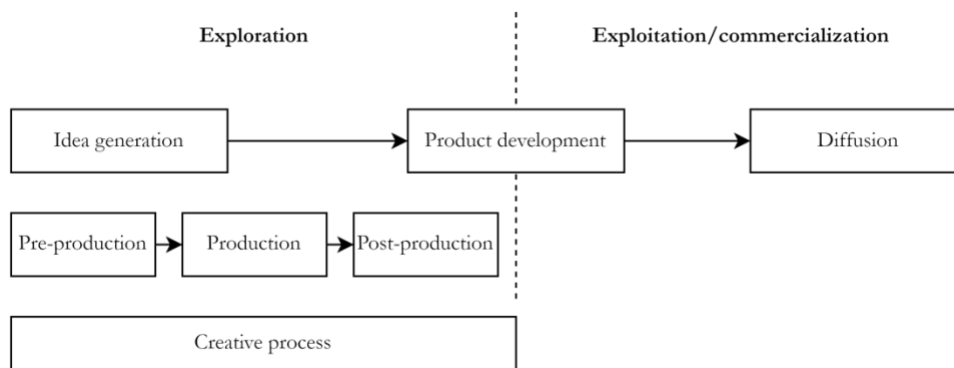 Exploration
Exploitation/commercialization
Idea generation
Product development
Diffusion
Pre-production
Production
Post-production
Creative process